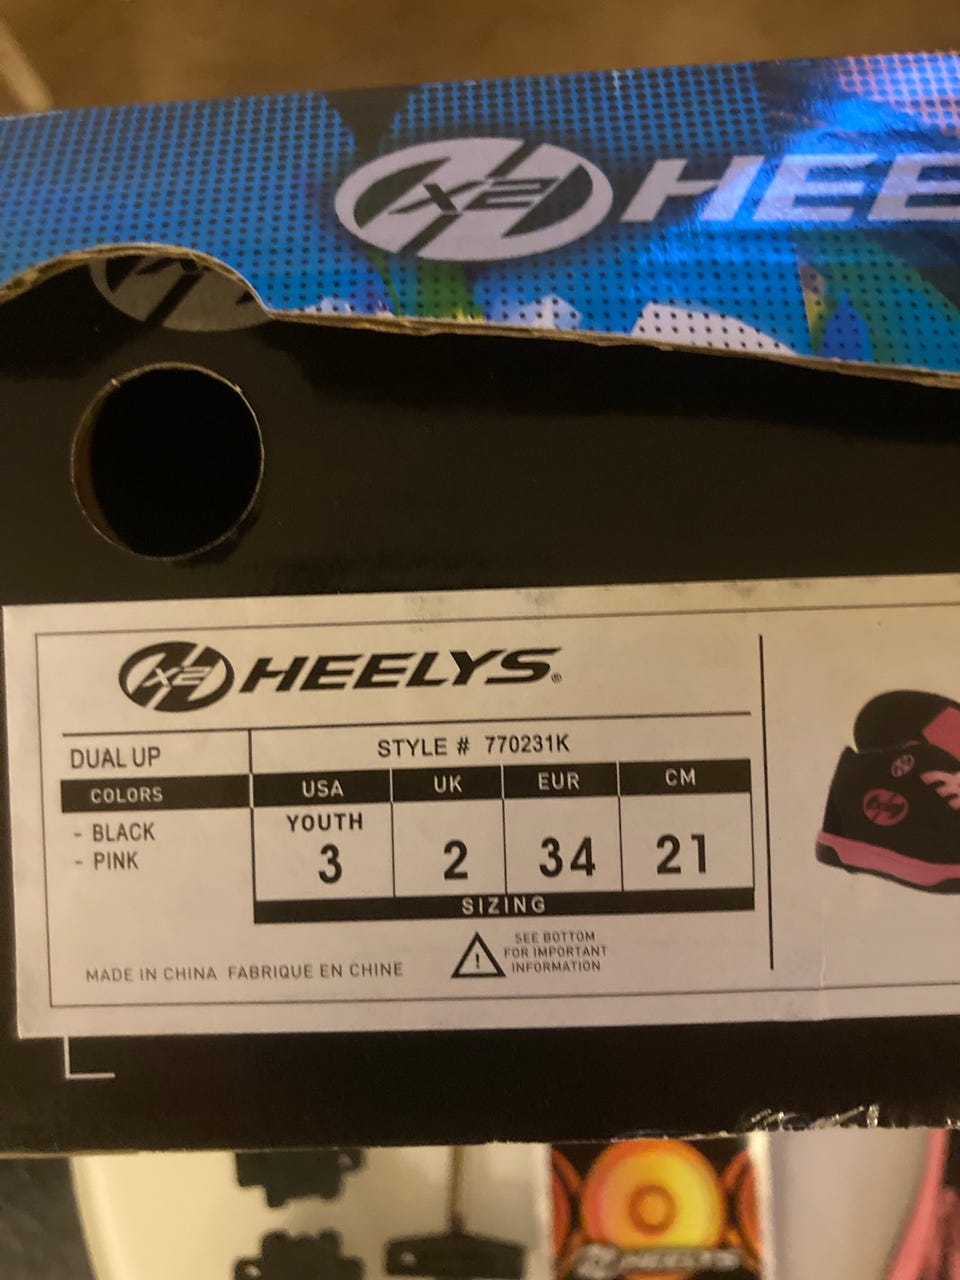 X2 HEE
X2 HEELYS®
DUAL UP
STYLE # 770231K
COLORS
USA UK EUR CM
- BLACK
- PINK
YOUTH
3 2 34 21
SIZING
MADE IN CHINA FABRIQUE EN CHINE
!
SEE BOTTOM
FOR IMPORTANT
INFORMATION
HEELYS